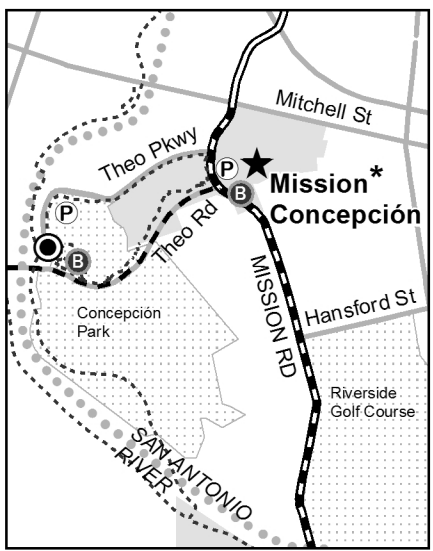 Mitchell St
Theo Pkwy
P
P
B
Mission*
Concepción
Theo Rd
B
MISSION RD
Hansford St
Concepción
Park
Riverside
Golf Course
SAN ANTONIO
RIVER